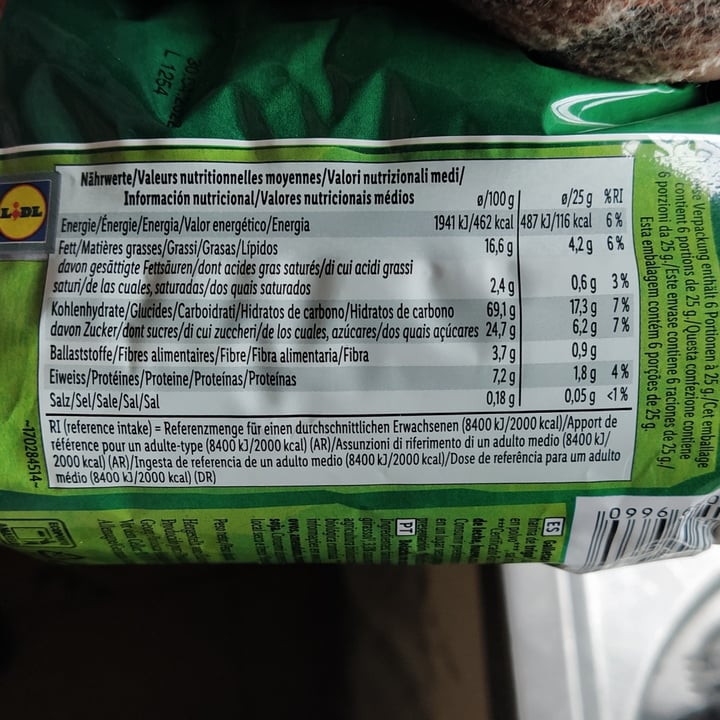 L 1254
LIDL
Nährwerte/Valeurs nutritionnelles moyennes/Valori nutrizionali medi/
Información nutricional/Valores nutricionais médios ø/100 g ø/25 g %RI
Energie/Énergie/Energia/Valor energético/Energia 1941 kJ/462 kcal 487 kJ/116 kcal 6%
Fett/Matières grasses/Grassi/Grasas/Lípidos 16,6 g 4,2 g 6%
davon gesättigte Fettsäuren/dont acides gras saturés/di cui acidi grassi
saturi/de las cuales, saturadas/dos quais saturados 2,4 g 0,6 g 3%
Kohlenhydrate/Glucides/Carboidrati/Hidratos de carbono/Hidratos de carbono 69,1 g 17,3 g 7%
davon Zucker/dont sucres/di cui zuccheri/de los cuales, azúcares/dos quais açúcares 24,7 g 6,2 g 7%
Ballaststoffe/Fibres alimentaires/Fibre/Fibra alimentaria/Fibra 3,7 g 0,9 g
Eiweiss/Protéines/Proteine/Proteínas/Proteínas 7,2 g 1,8 g 4%
Salz/Sel/Sale/Sal/Sal 0,18 g 0,05 g <1%
RI (reference intake) = Referenzmenge für einen durchschnittlichen Erwachsenen (8400 kJ/2000 kcal)/Apport de
référence pour un adulte-type (8400 kJ/2000 kcal) (AR)/Assunzioni di riferimento di un adulto medio (8400 kJ/
2000 kcal) (AR)/Ingesta de referencia de un adulto medio (8400 kJ/2000 kcal)/Dose de referência para um adulto
médio (8400 kJ/2000 kcal) (DR)
Verpackung enthält 6 Portionen à 25 g./Cet emballage
contient 6 portions de 25 g./Questa confezione contiene
6 porzioni da 25 g./Este envase contiene 6 raciones de 25 g./
Esta embalagem contém 6 porções de 25 g.
~170284514~
0996
ES
PT